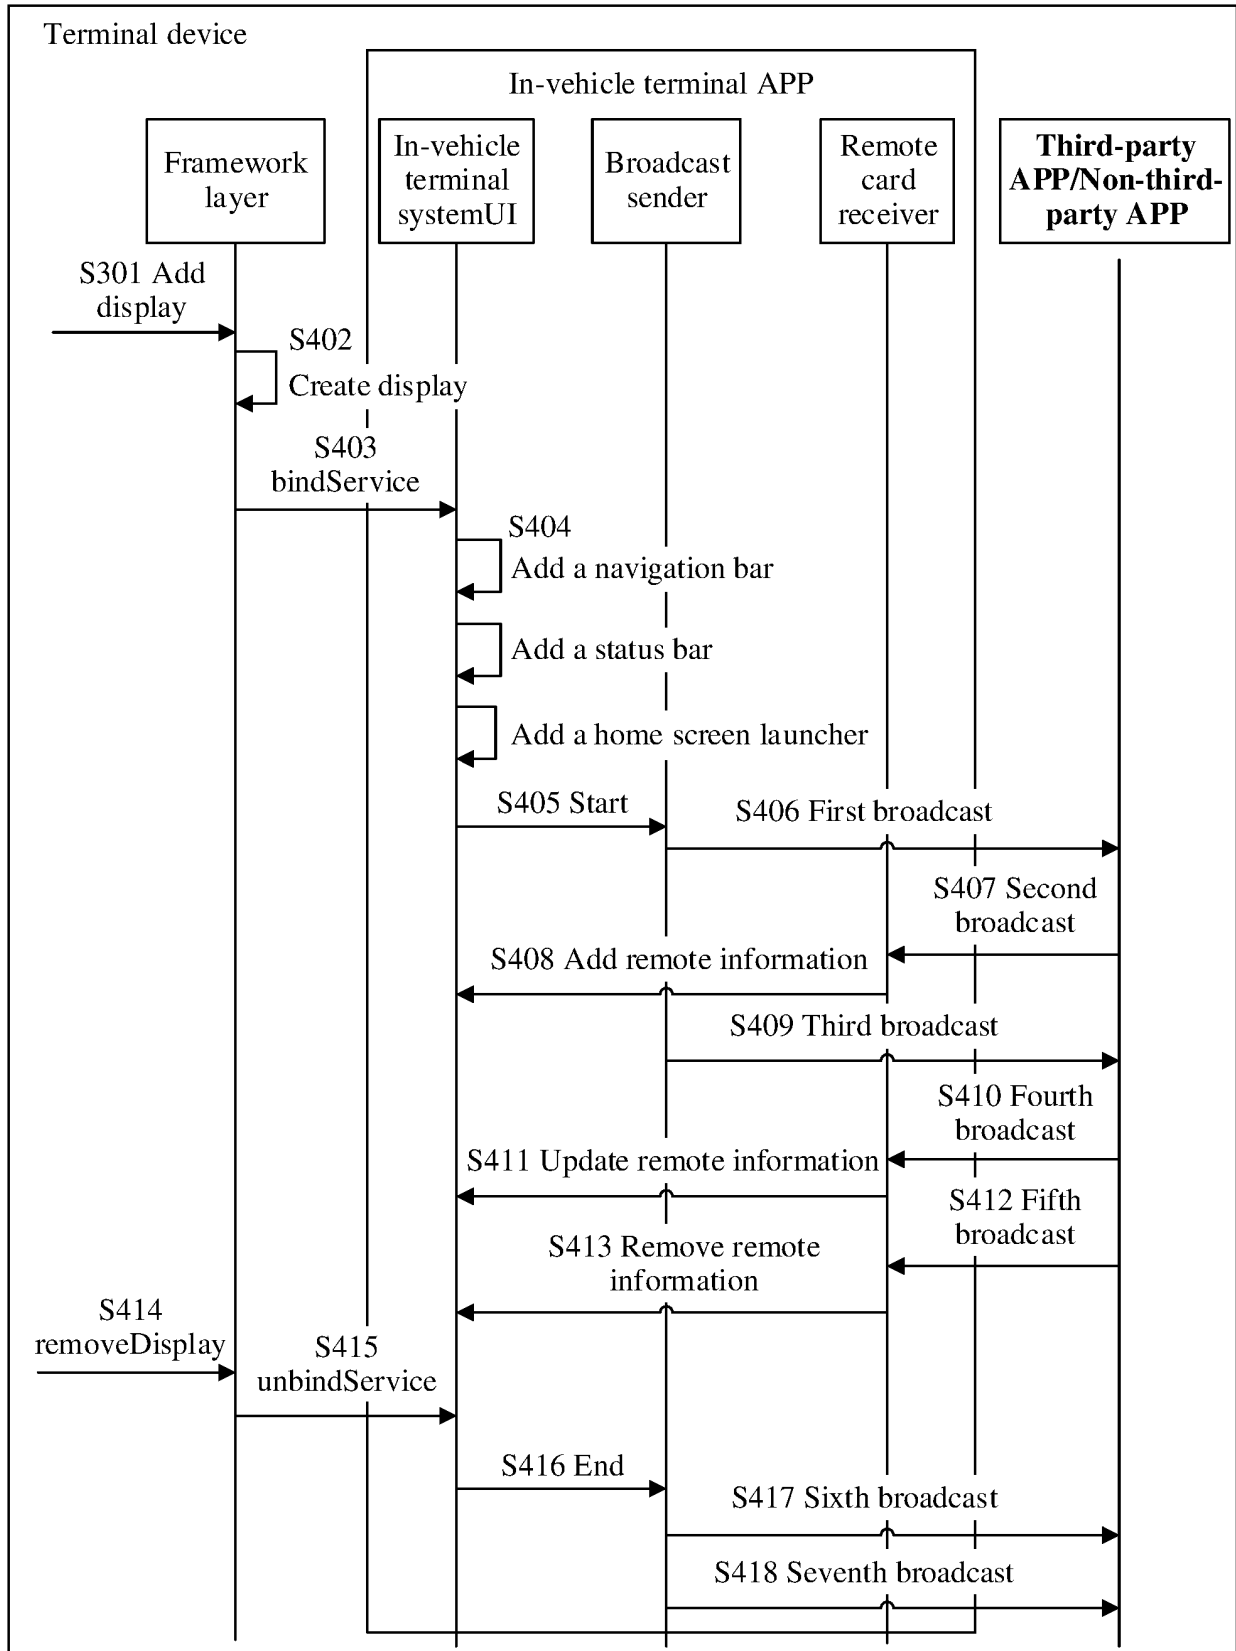 Terminal device
In-vehicle terminal APP
Framework
layer
In-vehicle
terminal
systemUI
Broadcast
sender
Remote
card
receiver
Third-party
APP/Non-third-
party APP
S301 Add
display
S402
Create display
S403
bindService
S404
Add a navigation bar
Add a status bar
Add a home screen launcher
S405 Start
S406 First broadcast
S407 Second
broadcast
S408 Add remote information
S409 Third broadcast
S410 Fourth
broadcast
S411 Update remote information
S412 Fifth
broadcast
S413 Remove remote
information
S414
removeDisplay
S415
unbindService
S416 End
S417 Sixth broadcast
S418 Seventh broadcast